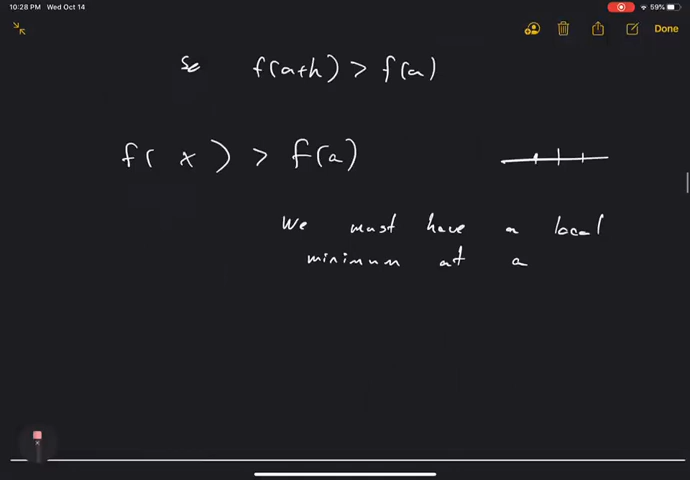 10:28 PM Wed Oct 14
59%
Done
So f(a+h) > f(a)
f( x ) > f(a)
We must have a local
minimum at a